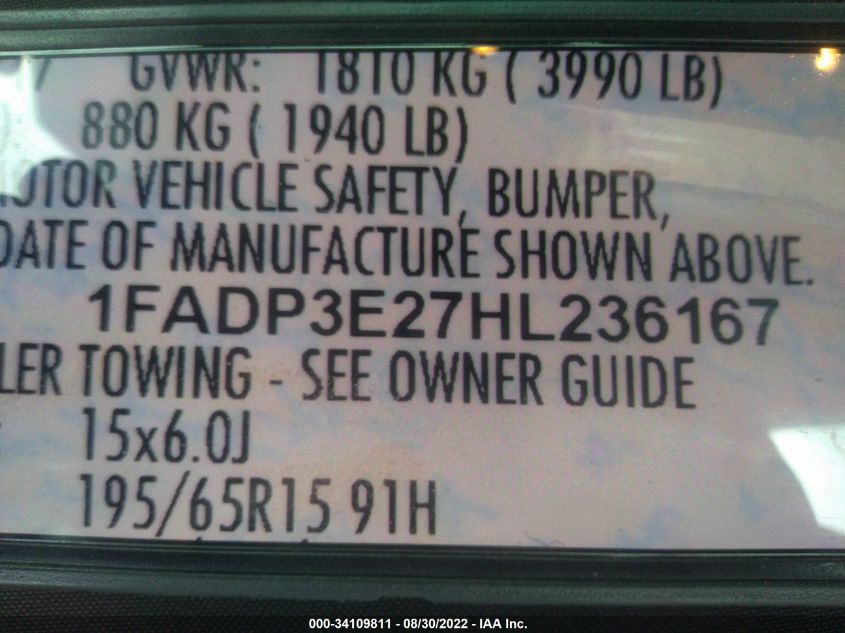 GVWR: 1810 KG ( 3990 LB)
880 KG ( 1940 LB)
VEHICLE SAFETY, BUMPER,
DATE OF MANUFACTURE SHOWN ABOVE.
1FADP3E27HL236167
LER TOWING - SEE OWNER GUIDE
15x6.0J
195/65R15 91H
000-34109811 - 08/30/2022 - IAA Inc.